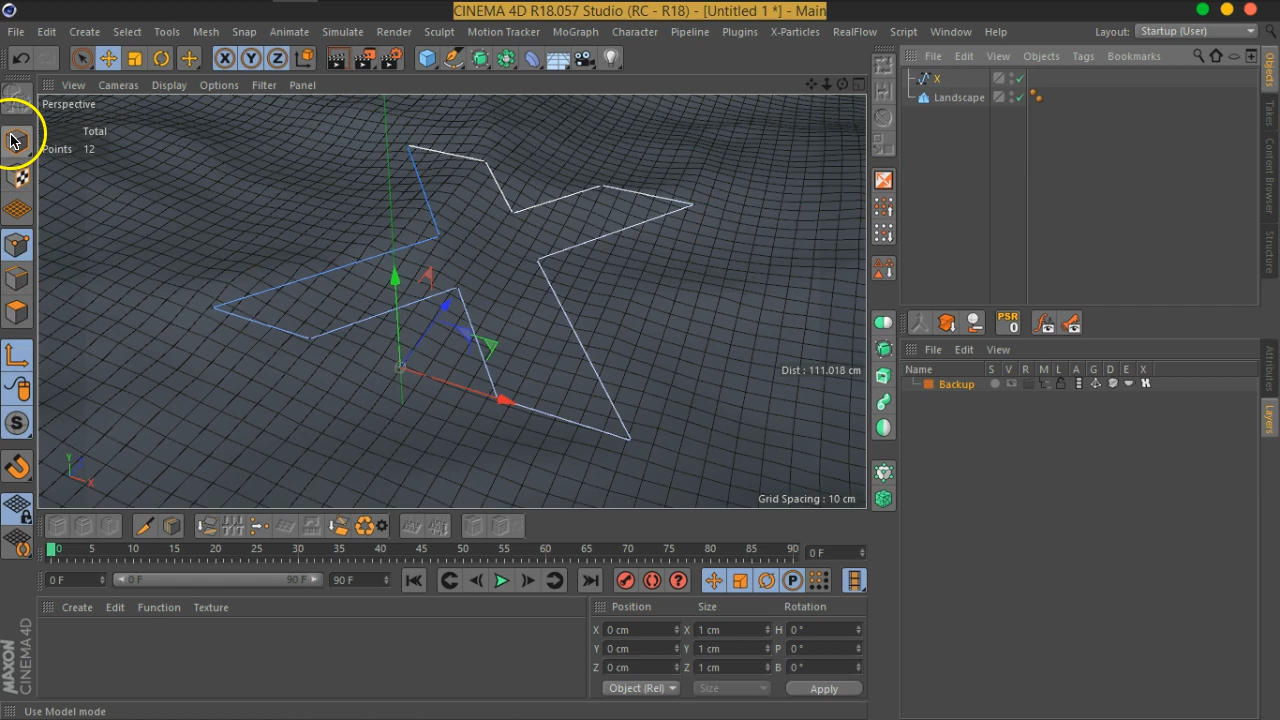 CINEMA 4D R18.057 Studio (RC - R18) - [Untitled 1 *] - Main
File Edit Create Select Tools Mesh Snap Animate Simulate Render Sculpt Motion Tracker MoGraph Character Pipeline Plugins X-Particles RealFlow Script Window Help Layout: Startup (User)
X Y Z
PSR
0
File Edit View Objects Tags Bookmarks
X
Landscape
View Cameras Display Options Filter Panel
Perspective
Total
Points 12
Dist : 111.018 cm
Grid Spacing : 10 cm
Y
X
File Edit View
Name S V R M L A G D E X
Backup
Objects
Takes
Content Browser
Structure
Attributes
Layers
0 5 10 15 20 25 30 35 40 45 50 55 60 65 70 75 80 85 90 0 F
0 F 0 F 90 F 90 F
P
Create Edit Function Texture
Position Size Rotation
X 0 cm X 1 cm H 0 °
Y 0 cm Y 1 cm P 0 °
Z 0 cm Z 1 cm B 0 °
Object (Rel) Size Apply
MAXON
CINEMA 4D
Use Model mode